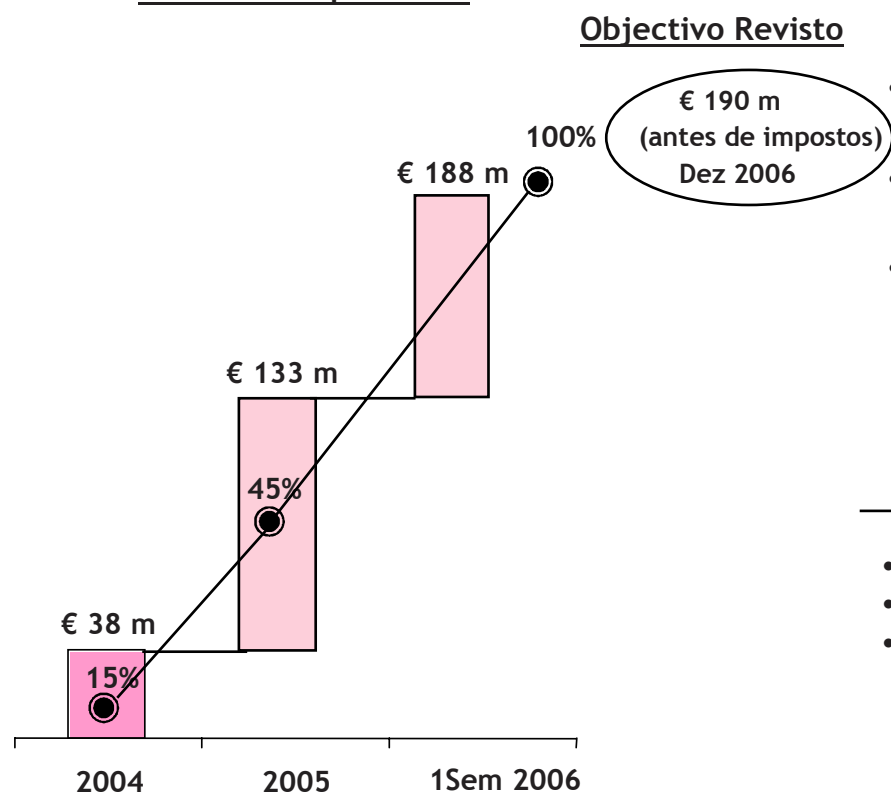 Objectivo Revisto
€ 190 m
(antes de impostos)
Dez 2006
100%
€ 188 m
€ 133 m
45%
€ 38 m
15%
2004
2005
1Sem 2006